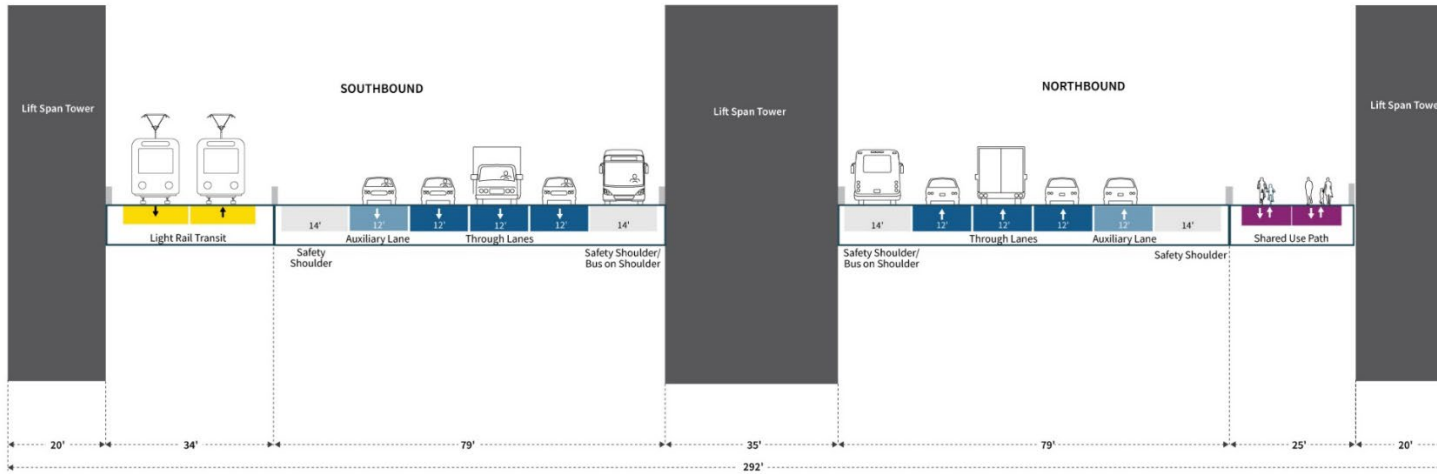 SOUTHBOUND
NORTHBOUND
Lift Span Tower
Lift Span Tower
Lift Span Towe
14'
12'
12'
12'
12'
14'
14'
12'
12'
12'
12'
14'
Light Rail Transit
Auxiliary Lane
Through Lanes
Through Lanes
Auxiliary Lane
Shared Use Path
Safety
Shoulder
Safety Shoulder/
Bus on Shoulder
Safety Shoulder/
Bus on Shoulder
Safety Shoulder
20'
34'
79'
35'
79'
25'
20'
292'